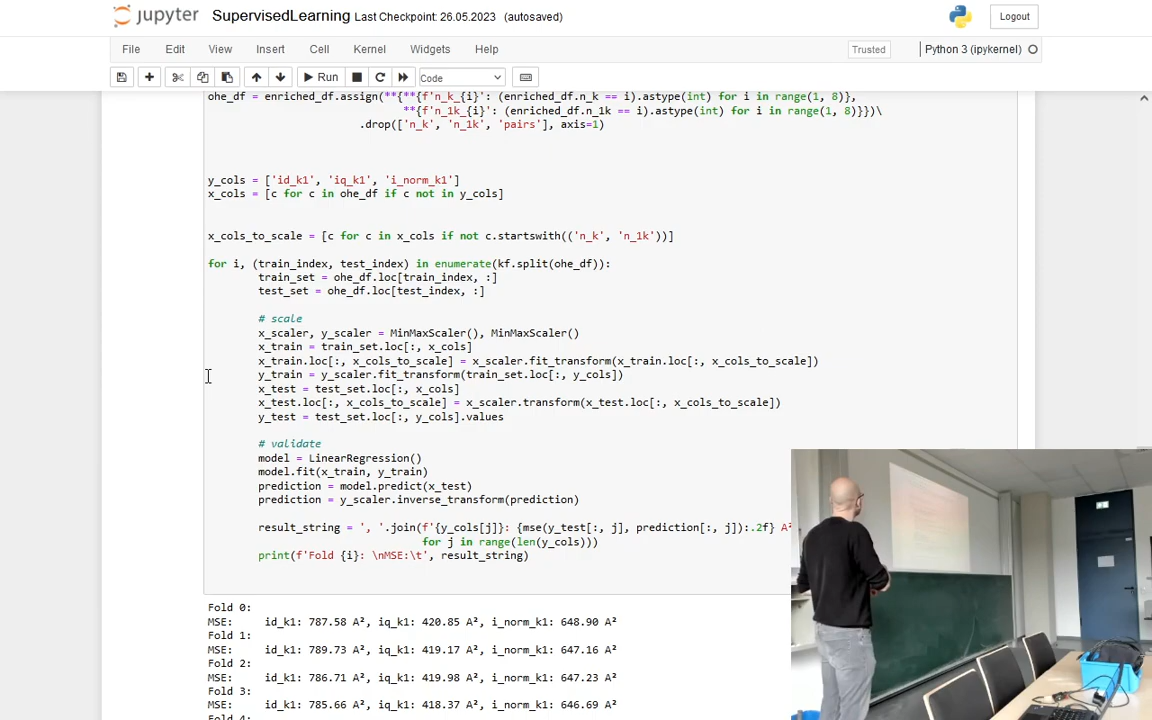 jupyter SupervisedLearning Last Checkpoint: 26.05.2023 (autosaved)
Logout
File Edit View Insert Cell Kernel Widgets Help
Trusted Python 3 (ipykernel)
Run Code
ohe_df = enriched_df.assign(**{**{f'n_k_{i}': (enriched_df.n_k == i).astype(int) for i in range(1, 8)},
**{f'n_1k_{i}': (enriched_df.n_1k == i).astype(int) for i in range(1, 8)}})\
.drop(['n_k', 'n_1k', 'pairs'], axis=1)
y_cols = ['id_k1', 'iq_k1', 'i_norm_k1']
x_cols = [c for c in ohe_df if c not in y_cols]
x_cols_to_scale = [c for c in x_cols if not c.startswith(('n_k', 'n_1k'))]
for i, (train_index, test_index) in enumerate(kf.split(ohe_df)):
train_set = ohe_df.loc[train_index, :]
test_set = ohe_df.loc[test_index, :]
# scale
x_scaler, y_scaler = MinMaxScaler(), MinMaxScaler()
x_train = train_set.loc[:, x_cols]
x_train.loc[:, x_cols_to_scale] = x_scaler.fit_transform(x_train.loc[:, x_cols_to_scale])
y_train = y_scaler.fit_transform(train_set.loc[:, y_cols])
x_test = test_set.loc[:, x_cols]
x_test.loc[:, x_cols_to_scale] = x_scaler.transform(x_test.loc[:, x_cols_to_scale])
y_test = test_set.loc[:, y_cols].values
# validate
model = LinearRegression()
model.fit(x_train, y_train)
prediction = model.predict(x_test)
prediction = y_scaler.inverse_transform(prediction)
result_string = ', '.join(f'{y_cols[j]}: {mse(y_test[:, j], prediction[:, j]):.2f} A²
for j in range(len(y_cols)))
print(f'Fold {i}: \nMSE:\t', result_string)
Fold 0:
MSE: id_k1: 787.58 A², iq_k1: 420.85 A², i_norm_k1: 648.90 A²
Fold 1:
MSE: id_k1: 789.73 A², iq_k1: 419.17 A², i_norm_k1: 647.16 A²
Fold 2:
MSE: id_k1: 786.71 A², iq_k1: 419.98 A², i_norm_k1: 647.23 A²
Fold 3:
MSE: id_k1: 785.66 A², iq_k1: 418.37 A², i_norm_k1: 646.69 A²
Fold 4: